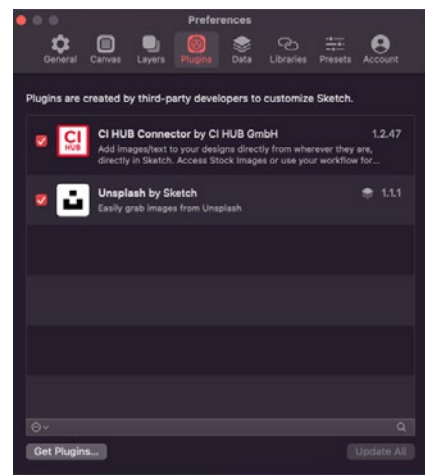 Preferences
General Canvas Layers Plugins Data Libraries Presets Account
Plugins are created by third-party developers to customize Sketch.
CI HUB
CI HUB Connector by CI HUB GmbH 1.2.47
Add images/text to your designs directly from wherever they are,
directly in Sketch. Access Stock Images or use your workflow for...
Unsplash by Sketch 1.1.1
Easily grab images from Unsplash
Get Plugins... Update All